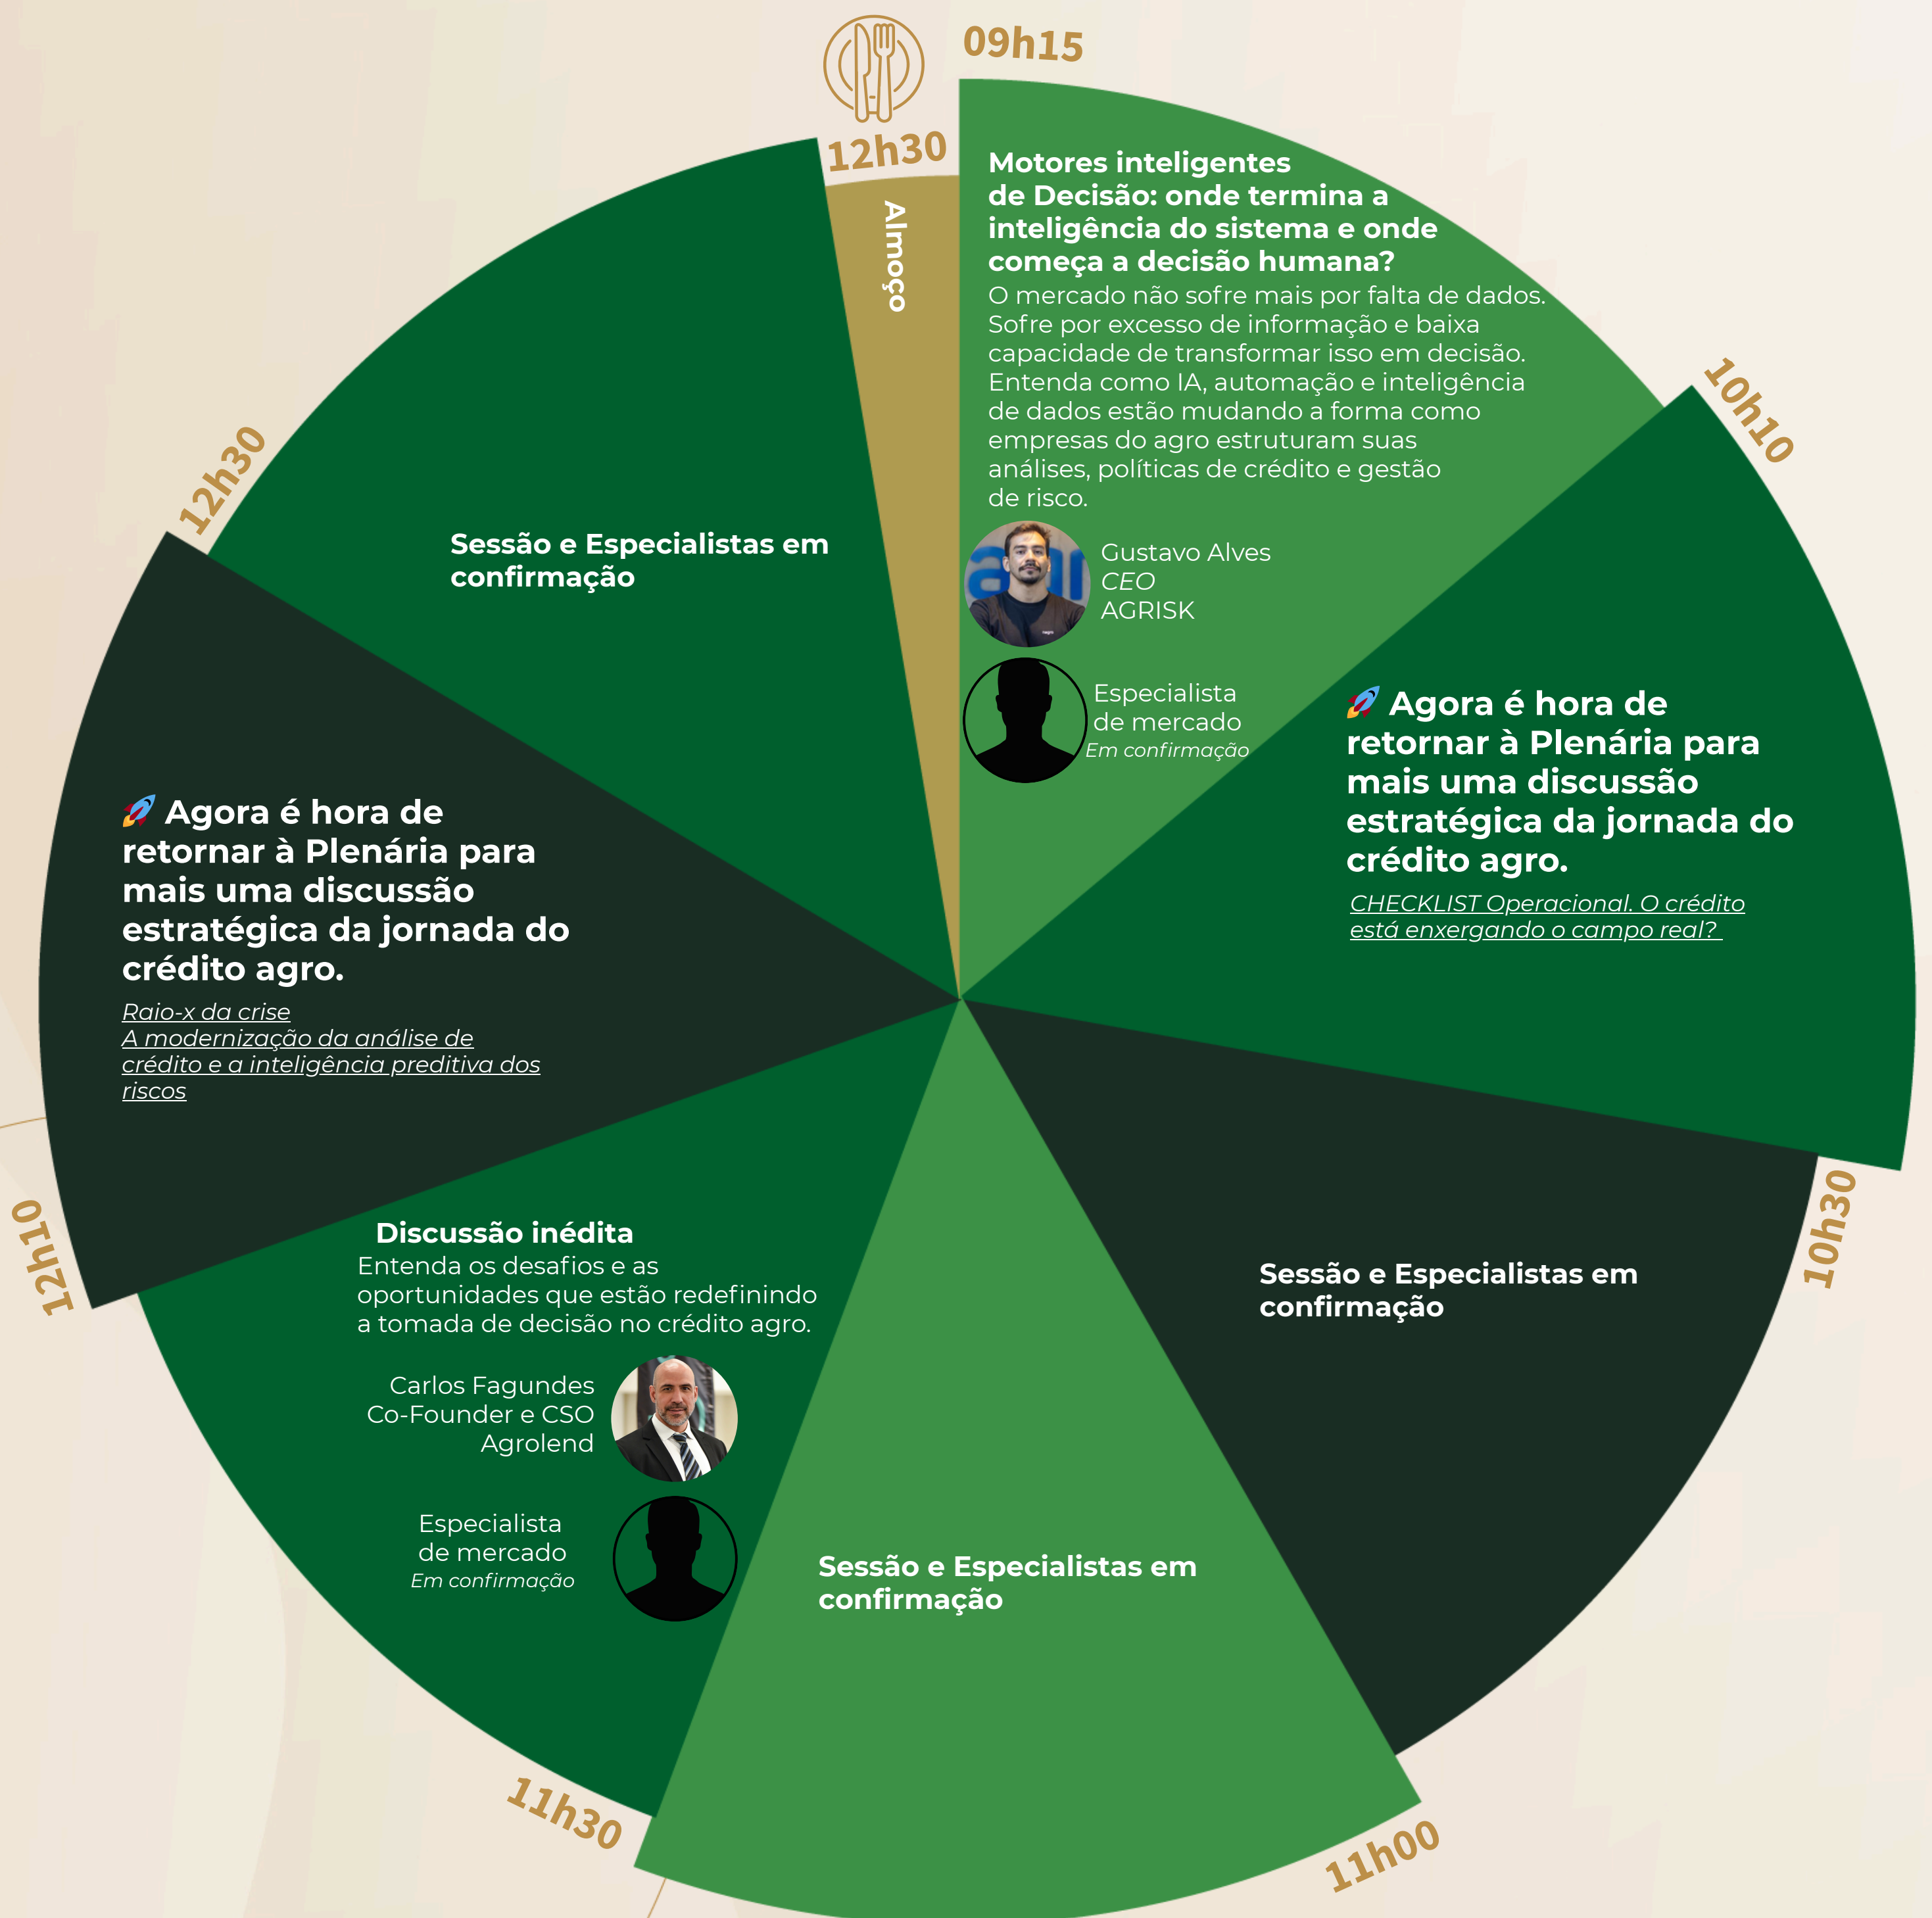 09h15
Motores inteligentes
de Decisão: onde termina a
inteligência do sistema e onde
começa a decisão humana?
O mercado não sofre mais por falta de dados.
Sofre por excesso de informação e baixa
capacidade de transformar isso em decisão.
Entenda como IA, automação e inteligência
de dados estão mudando a forma como
empresas do agro estruturam suas
análises, políticas de crédito e gestão
de risco.
Gustavo Alves
CEO
AGRISK
Especialista
de mercado
Em confirmação
10h10
🚀 Agora é hora de
retornar à Plenária para
mais uma discussão
estratégica da jornada do
crédito agro.
CHECKLIST Operacional. O crédito
está enxergando o campo real?
10h30
Sessão e Especialistas em
confirmação
11h00
Sessão e Especialistas em
confirmação
11h30
Discussão inédita
Entenda os desafios e as
oportunidades que estão redefinindo
a tomada de decisão no crédito agro.
Carlos Fagundes
Co-Founder e CSO
Agrolend
Especialista
de mercado
Em confirmação
12h10
🚀 Agora é hora de
retornar à Plenária para
mais uma discussão
estratégica da jornada do
crédito agro.
Raio-x da crise
A modernização da análise de
crédito e a inteligência preditiva dos
riscos
12h30
Sessão e Especialistas em
confirmação
12h30
Almoço